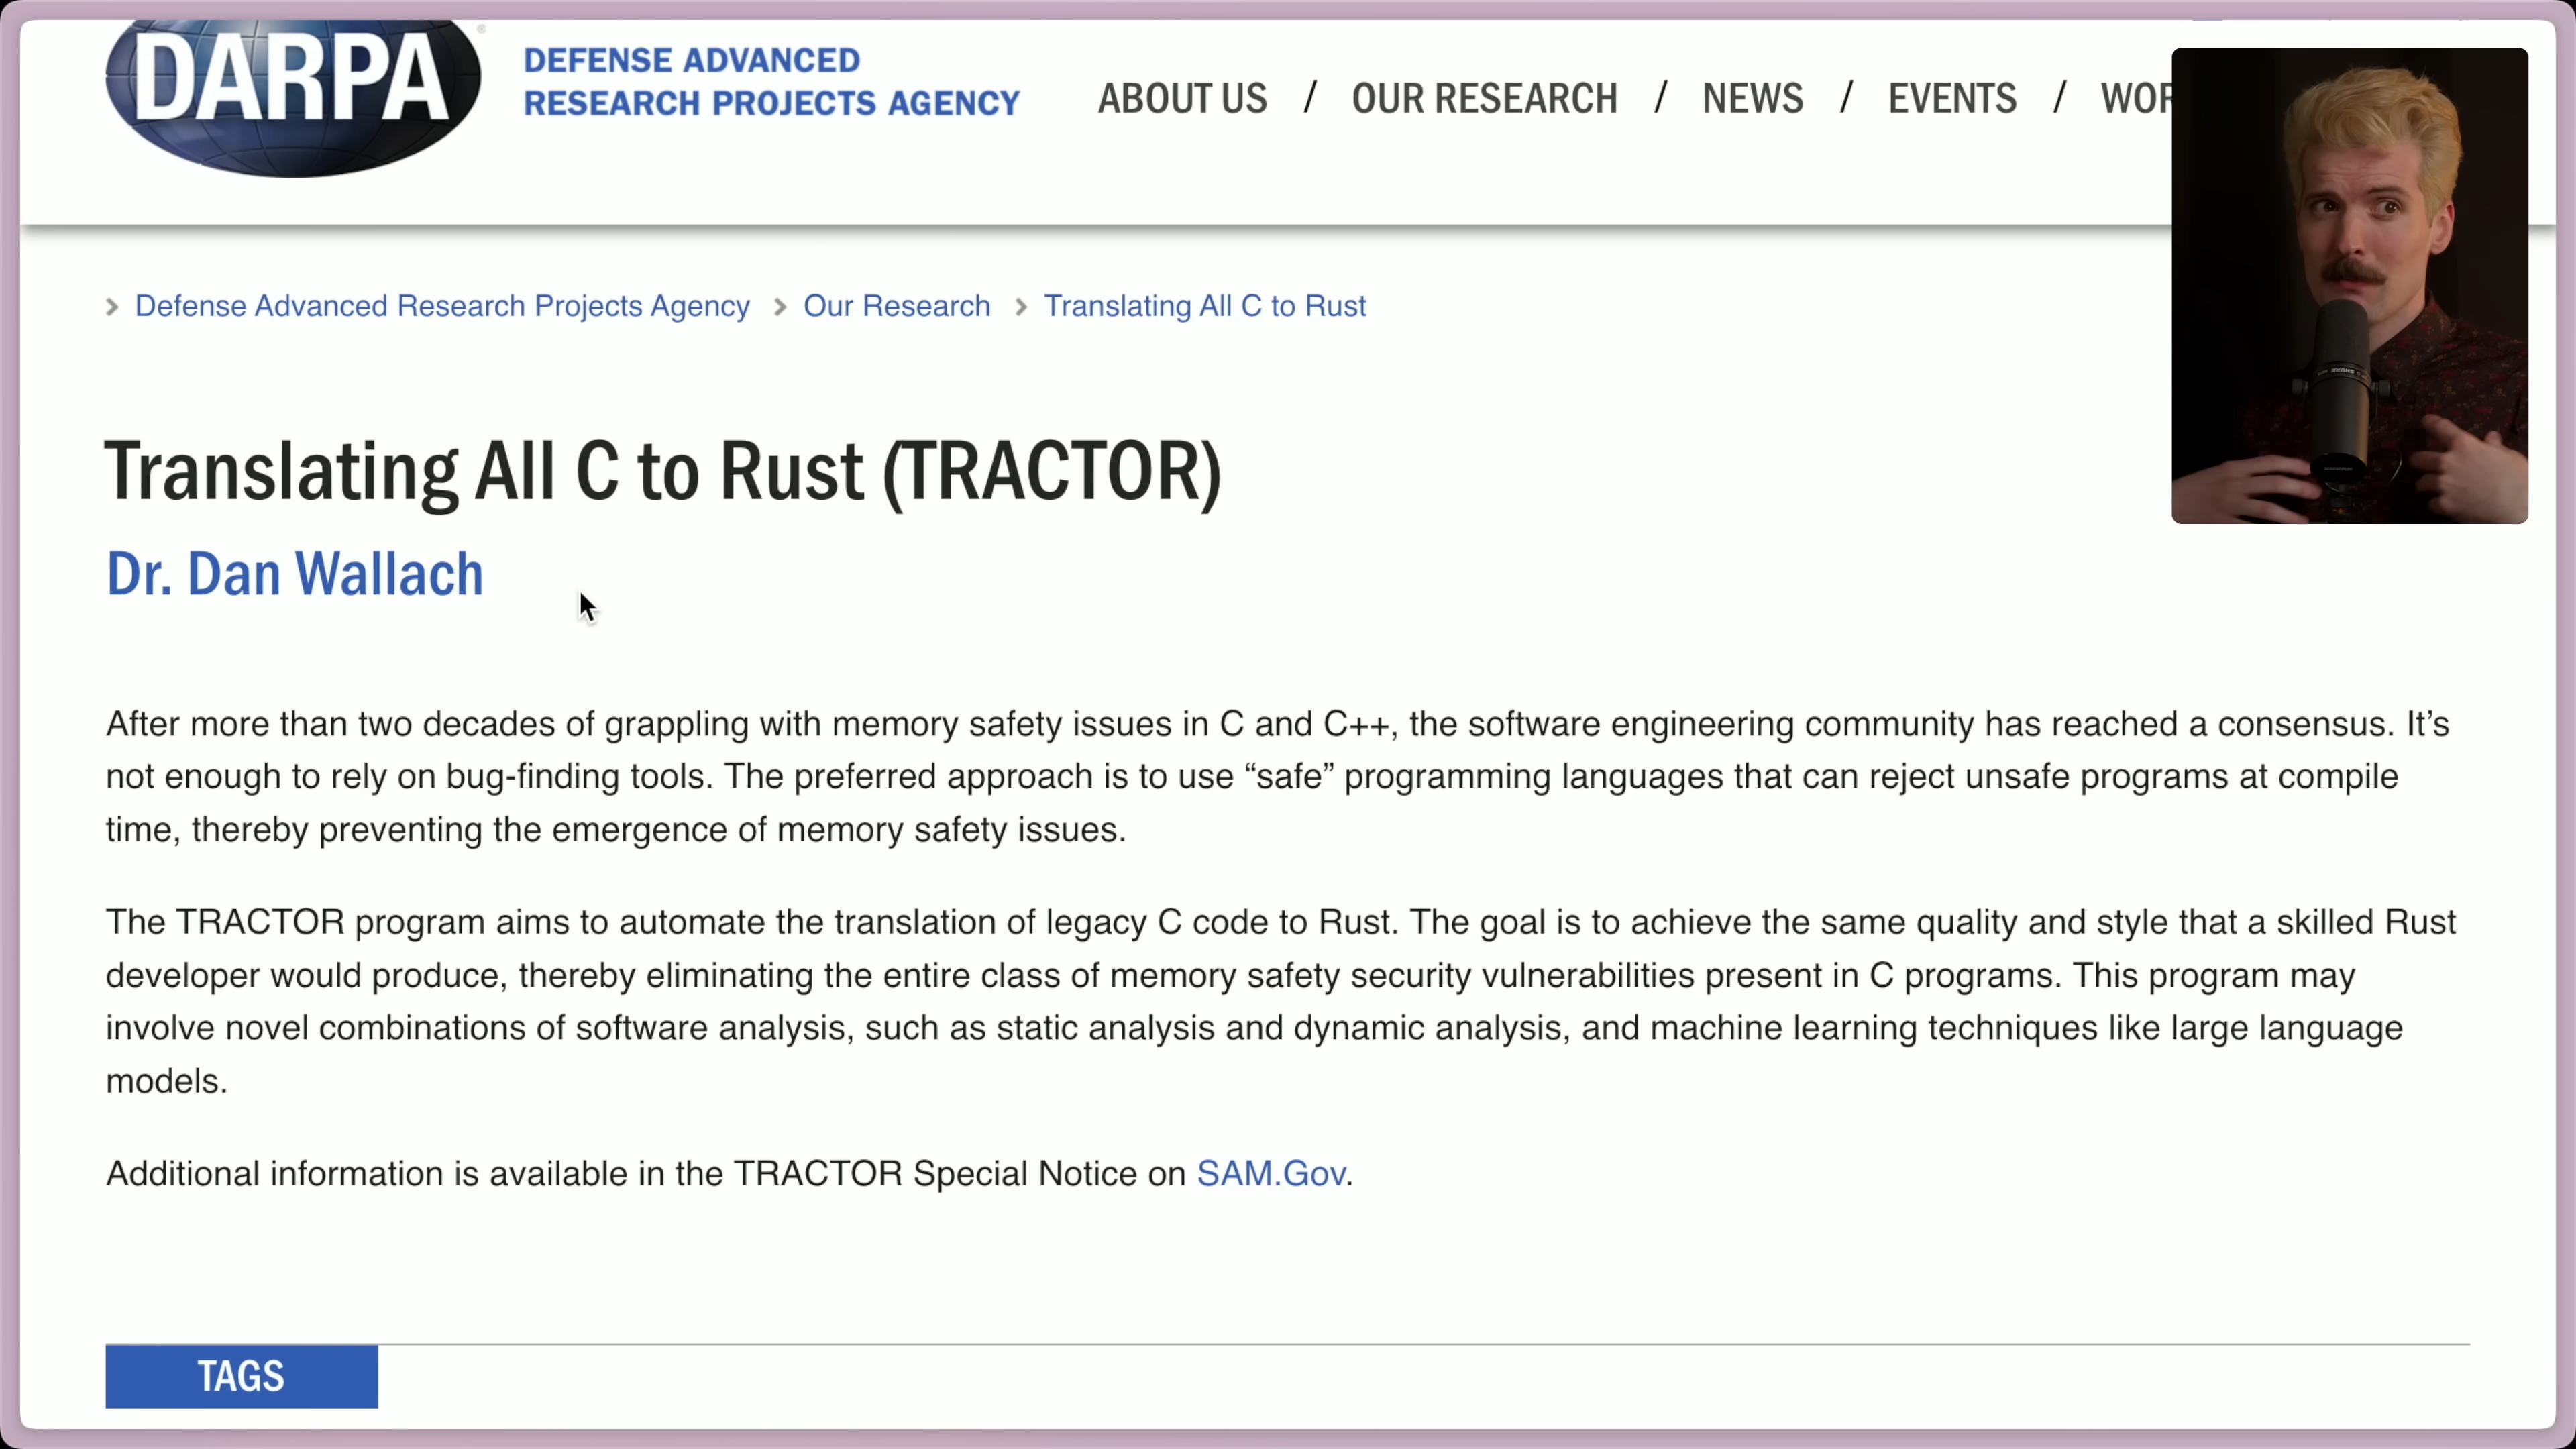 DARPA
DEFENSE ADVANCED
RESEARCH PROJECTS AGENCY
ABOUT US / OUR RESEARCH / NEWS / EVENTS / WOR
> Defense Advanced Research Projects Agency > Our Research > Translating All C to Rust
Translating All C to Rust (TRACTOR)
Dr. Dan Wallach
After more than two decades of grappling with memory safety issues in C and C++, the software engineering community has reached a consensus. It’s
not enough to rely on bug-finding tools. The preferred approach is to use “safe” programming languages that can reject unsafe programs at compile
time, thereby preventing the emergence of memory safety issues.
The TRACTOR program aims to automate the translation of legacy C code to Rust. The goal is to achieve the same quality and style that a skilled Rust
developer would produce, thereby eliminating the entire class of memory safety security vulnerabilities present in C programs. This program may
involve novel combinations of software analysis, such as static analysis and dynamic analysis, and machine learning techniques like large language
models.
Additional information is available in the TRACTOR Special Notice on SAM.Gov.
TAGS